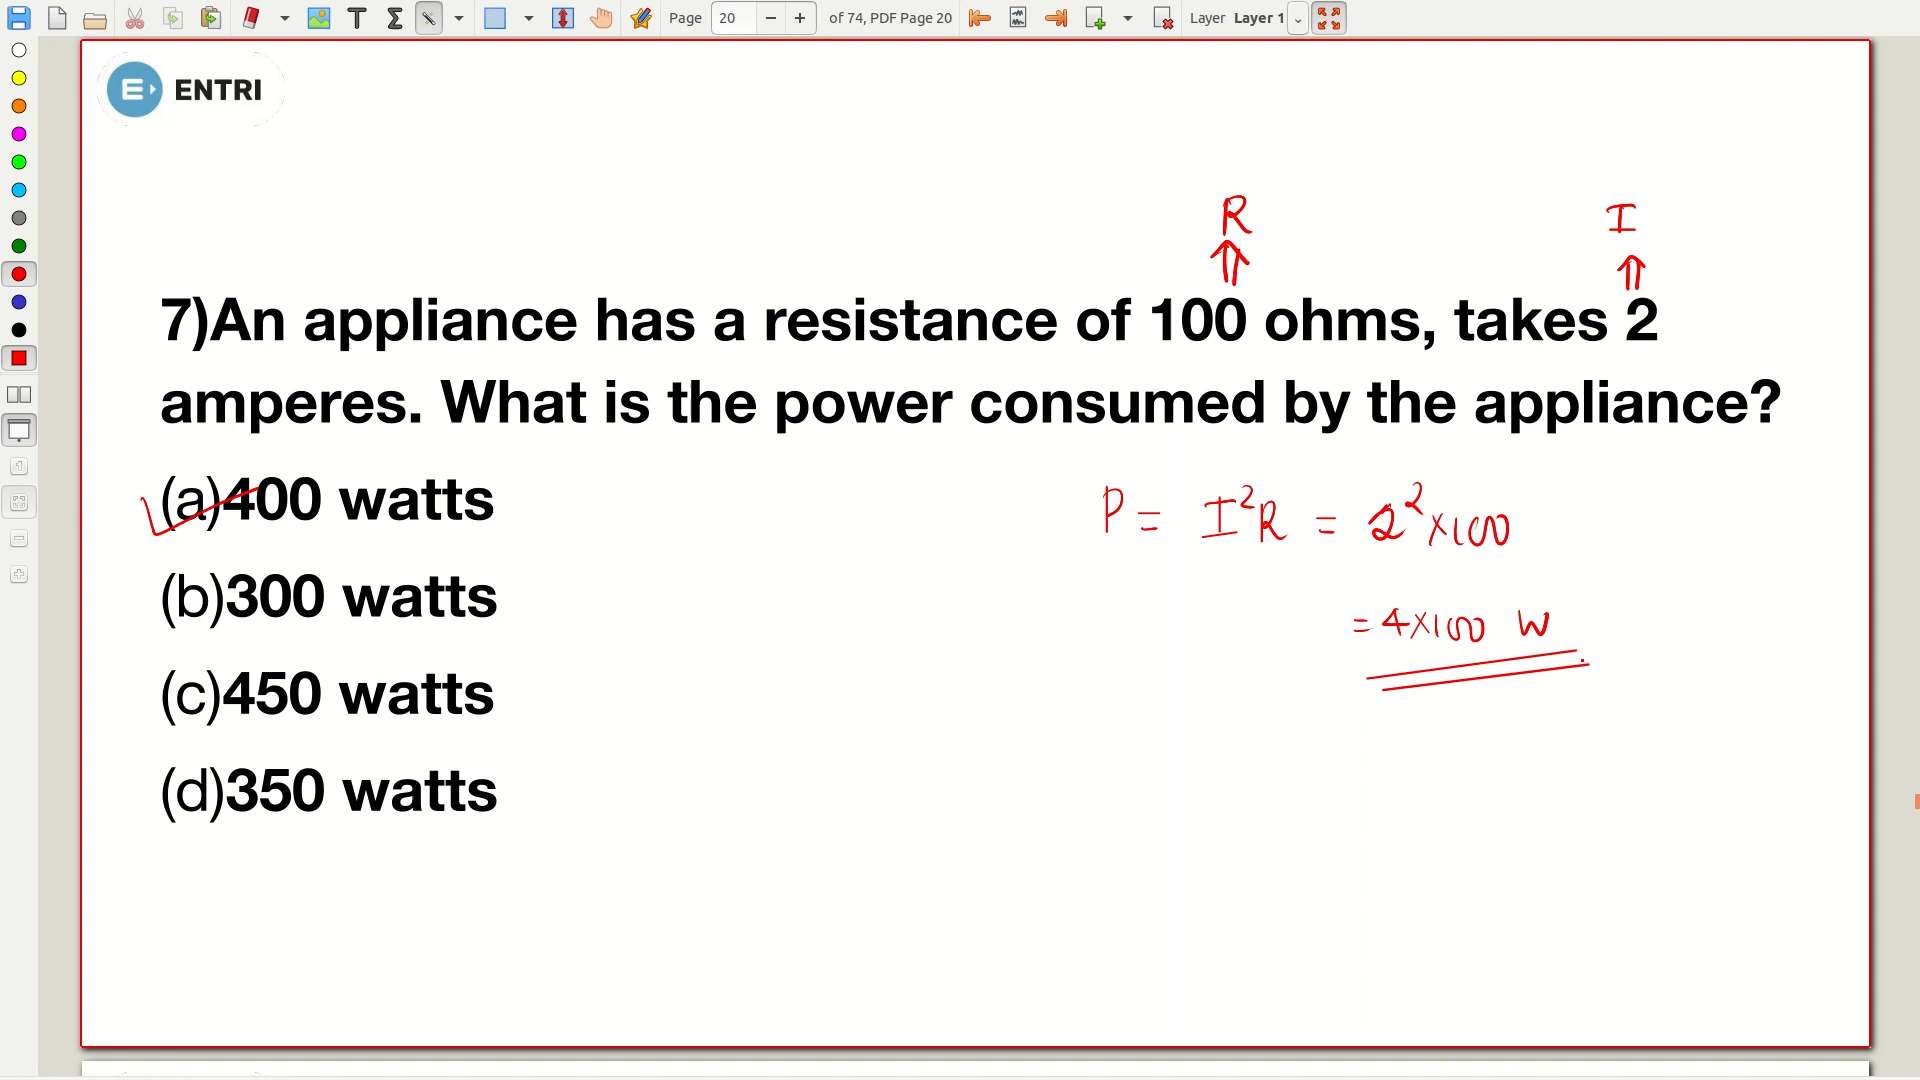 Page 20 of 74, PDF Page 20 Layer Layer 1
E ENTRI
R I
7)An appliance has a resistance of 100 ohms, takes 2
amperes. What is the power consumed by the appliance?
(a)400 watts
P = I²R = 2² ×100
(b)300 watts
= 4×100 W
(c)450 watts
(d)350 watts